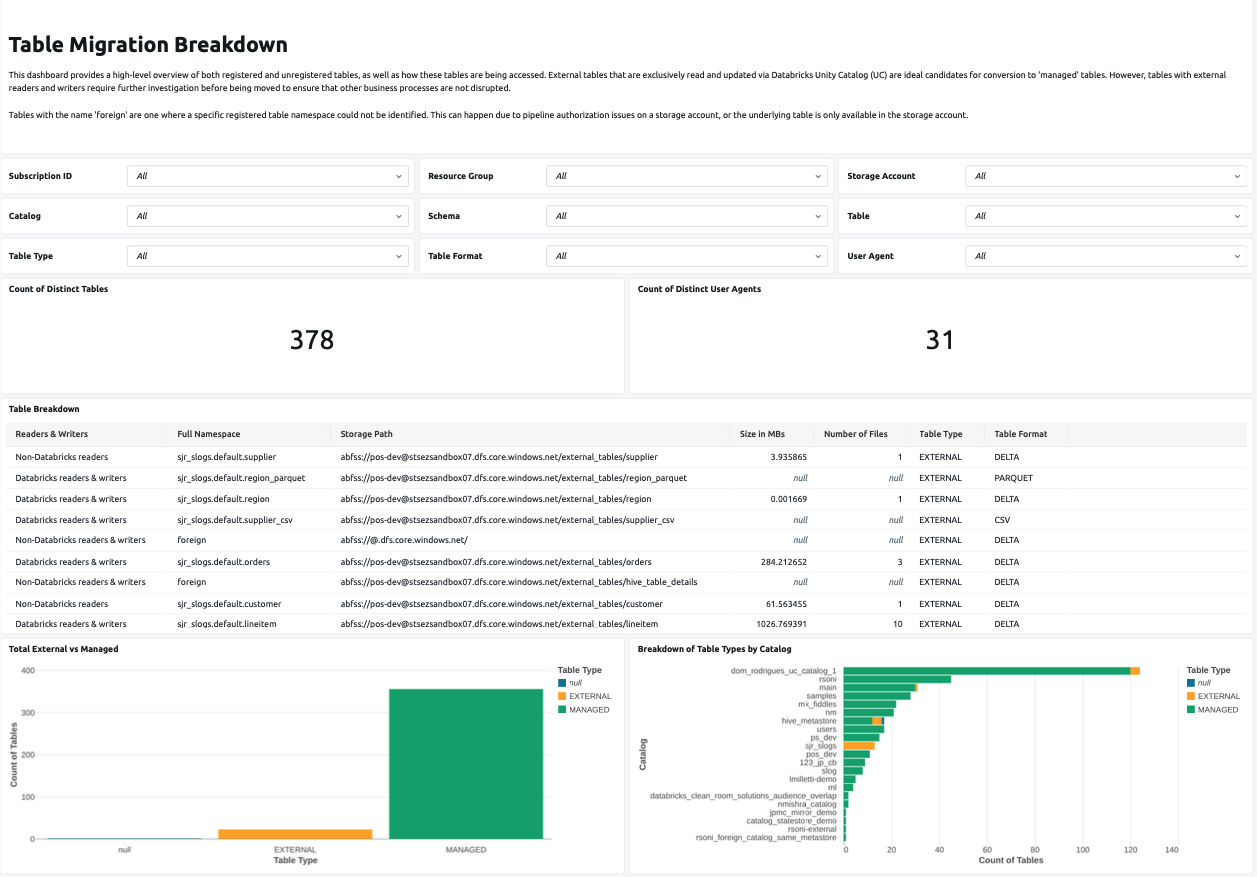 Table Migration Breakdown
This dashboard provides a high-level overview of both registered and unregistered tables, as well as how these tables are being accessed. External tables that are exclusively read and updated via Databricks Unity Catalog (UC) are ideal candidates for conversion to 'managed' tables. However, tables with external
readers and writers require further investigation before being moved to ensure that other business processes are not disrupted.
Tables with the name 'foreign' are one where a specific registered table namespace could not be identified. This can happen due to pipeline authorization issues on a storage account, or the underlying table is only available in the storage account.
Subscription ID All Resource Group All Storage Account All
Catalog All Schema All Table All
Table Type All Table Format All User Agent All
Count of Distinct Tables
378
Count of Distinct User Agents
31
Table Breakdown
Readers & Writers Full Namespace Storage Path Size in MBs Number of Files Table Type Table Format
Non-Databricks readers sjr_slogs.default.supplier abfss://pos-dev@stsezsandbox07.dfs.core.windows.net/external_tables/supplier 3.935865 1 EXTERNAL DELTA
Databricks readers & writers sjr_slogs.default.region_parquet abfss://pos-dev@stsezsandbox07.dfs.core.windows.net/external_tables/region_parquet null null EXTERNAL PARQUET
Databricks readers & writers sjr_slogs.default.region abfss://pos-dev@stsezsandbox07.dfs.core.windows.net/external_tables/region 0.001669 1 EXTERNAL DELTA
Databricks readers & writers sjr_slogs.default.supplier_csv abfss://pos-dev@stsezsandbox07.dfs.core.windows.net/external_tables/supplier_csv null null EXTERNAL CSV
Non-Databricks readers & writers foreign abfss://@.dfs.core.windows.net/ null null EXTERNAL DELTA
Databricks readers & writers sjr_slogs.default.orders abfss://pos-dev@stsezsandbox07.dfs.core.windows.net/external_tables/orders 284.212652 3 EXTERNAL DELTA
Non-Databricks readers & writers foreign abfss://pos-dev@stsezsandbox07.dfs.core.windows.net/external_tables/hive_table_details null null EXTERNAL DELTA
Non-Databricks readers sjr_slogs.default.customer abfss://pos-dev@stsezsandbox07.dfs.core.windows.net/external_tables/customer 61.563455 1 EXTERNAL DELTA
Databricks readers & writers sjr_slogs.default.lineitem abfss://pos-dev@stsezsandbox07.dfs.core.windows.net/external_tables/lineitem 1026.769391 10 EXTERNAL DELTA
Total External vs Managed
400
300
200
100
0
Count of Tables
null EXTERNAL MANAGED
Table Type
Table Type
null
EXTERNAL
MANAGED
Breakdown of Table Types by Catalog
Catalog
dom_rodrigues_uc_catalog_1
rsoni
main
samples
mk_fiddles
nm
hive_metastore
users
ps_dev
sjr_slogs
pos_dev
123_jp_cb
slog
lmilletti-demo
ml
databricks_clean_room_solutions_audience_overlap
nmishra_catalog
jpmc_mirror_demo
catalog_statestore_demo
rsoni-external
rsoni_foreign_catalog_same_metastore
0 20 40 60 80 100 120 140
Count of Tables
Table Type
null
EXTERNAL
MANAGED